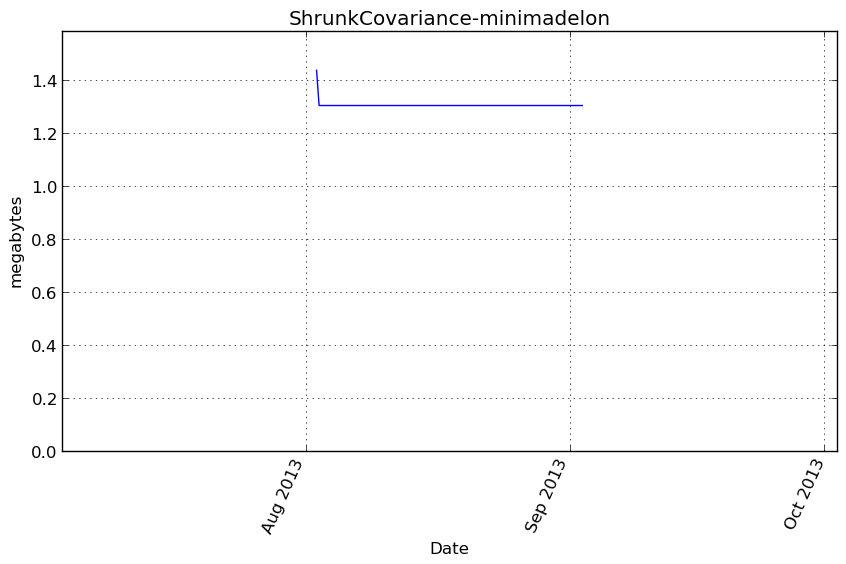 ShrunkCovariance-minimadelon
1.4
1.2
1.0
0.8
0.6
0.4
0.2
0.0
megabytes
Aug 2013
Sep 2013
Oct 2013
Date